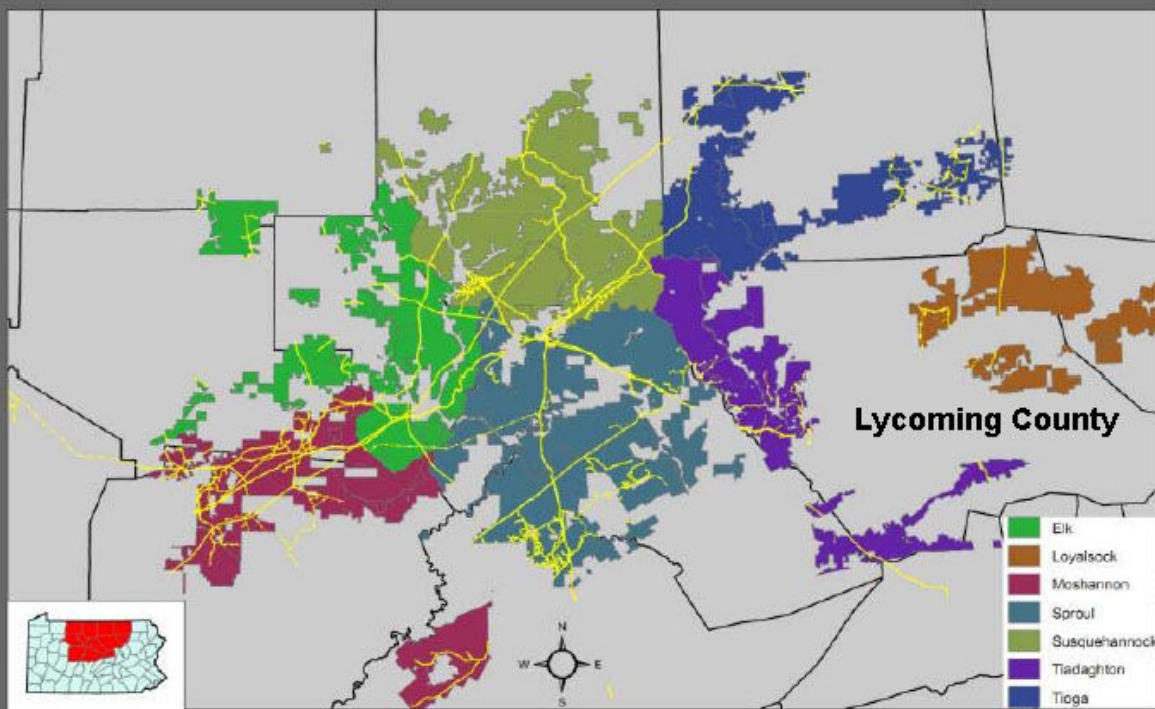 Lycoming County
N
W
E
S
Elk
Loyalsock
Moshannon
Sproul
Susquehannock
Tiadaghton
Tioga